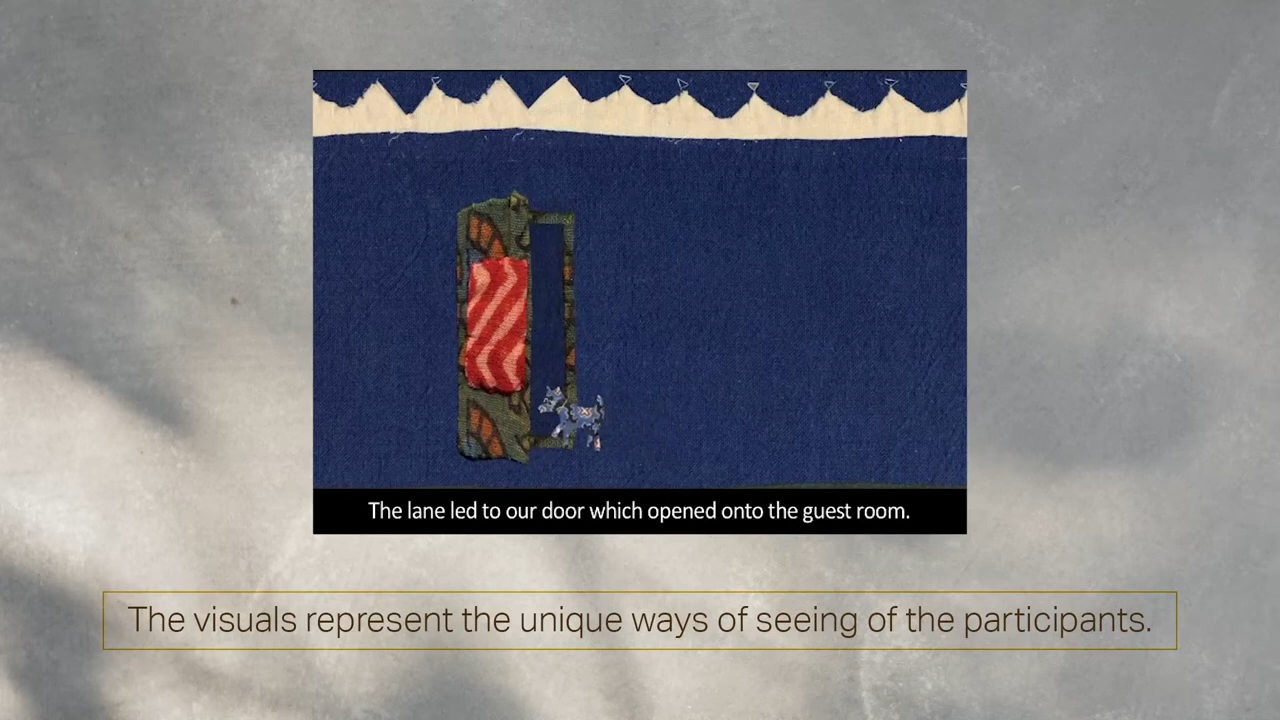 The lane led to our door which opened onto the guest room.
The visuals represent the unique ways of seeing of the participants.